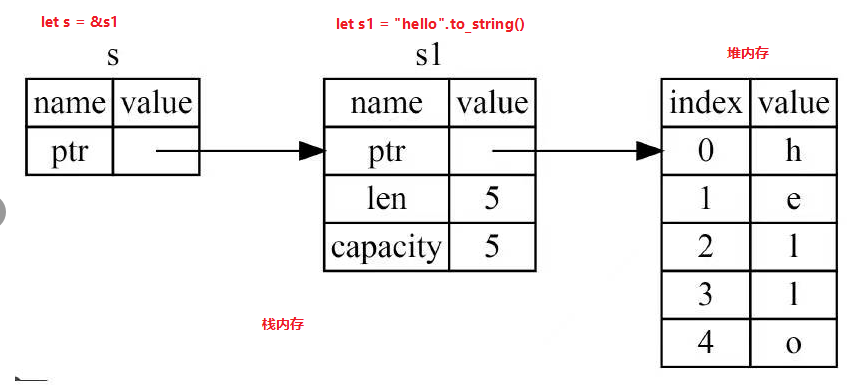 let s = &s1
let s1 = "hello".to_string()
s
s1
堆内存
name value
ptr
name value
ptr
len 5
capacity 5
index value
0 h
1 e
2 l
3 l
4 o
栈内存